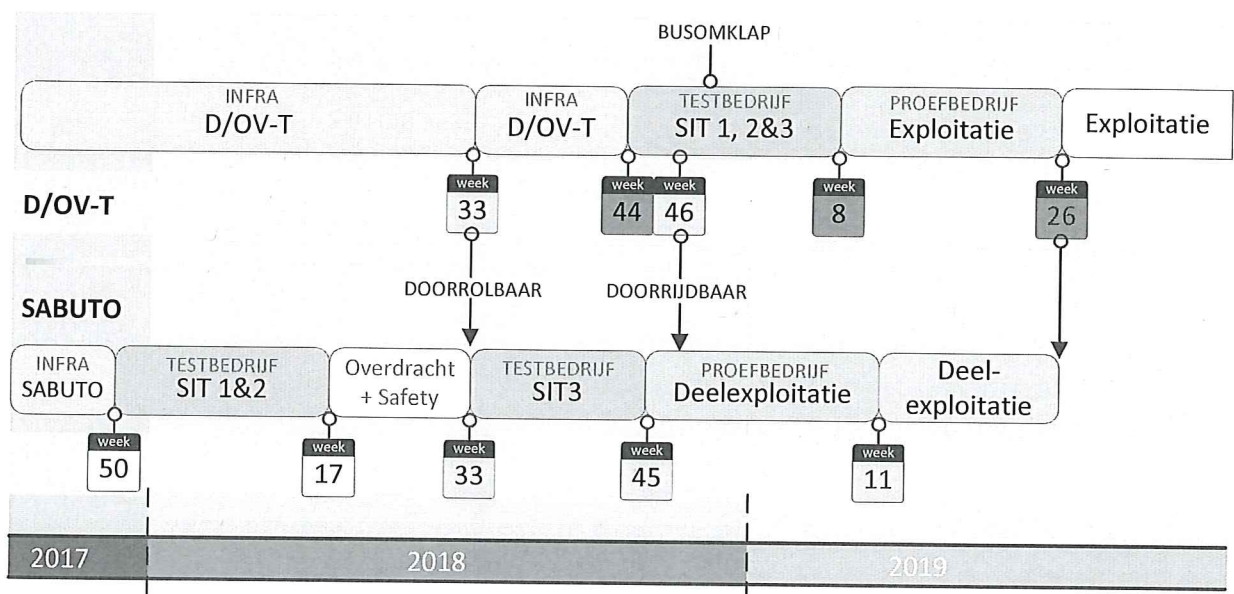 BUSOMKLAP
INFRA
D/OV-T
INFRA
D/OV-T
TESTBEDRIJF
SIT 1, 2&3
PROEFBEDRIJF
Exploitatie
Exploitatie
week
33
week
44
week
46
week
8
week
26
D/OV-T
DOORROLBAAR
DOORRIJDBAAR
SABUTO
INFRA
SABUTO
TESTBEDRIJF
SIT 1&2
Overdracht
+ Safety
TESTBEDRIJF
SIT3
PROEFBEDRIJF
Deelexploitatie
Deel-
exploitatie
week
50
week
17
week
33
week
45
week
11
2017
2018
2019